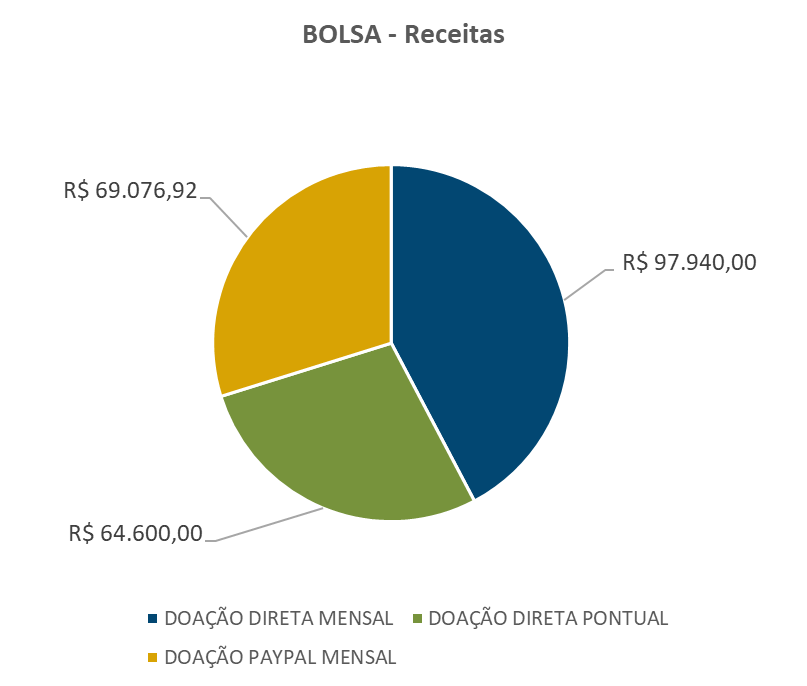 BOLSA - Receitas
R$ 69.076,92
R$ 97.940,00
R$ 64.600,00
DOAÇÃO DIRETA MENSAL
DOAÇÃO DIRETA PONTUAL
DOAÇÃO PAYPAL MENSAL